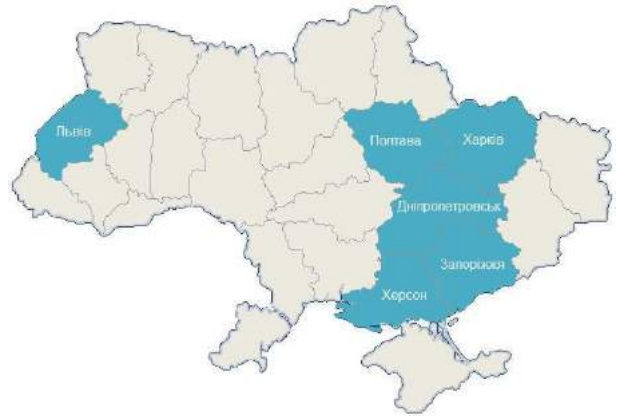 Львів
Полтава
Харків
Дніпропетровськ
Запоріжжя
Херсон